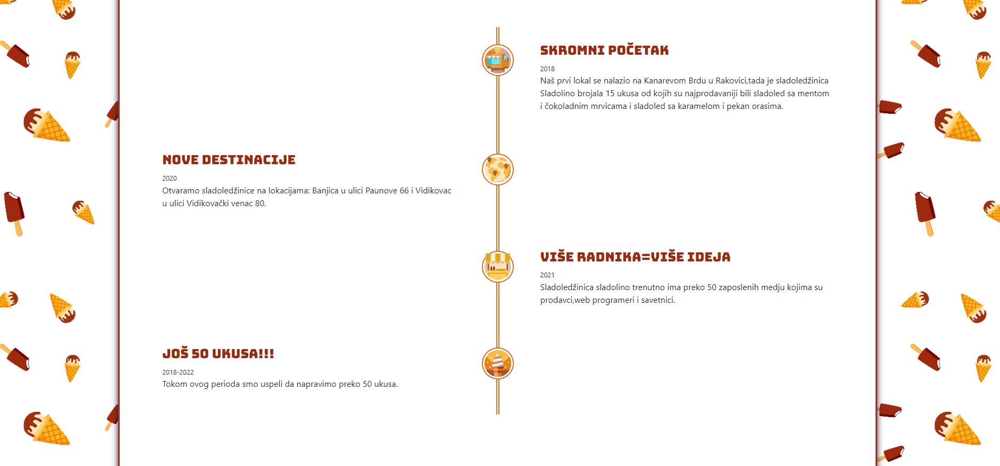 SKROMNI POČETAK
2018
Naš prvi lokal se nalazio na Kanarevom Brdu u Rakovici,tada je sladoledžinica
Sladolino brojala 15 ukusa od kojih su najprodavaniji bili sladoled sa mentom
i čokoladnim mrvicama i sladoled sa karamelom i pekan orasima.
NOVE DESTINACIJE
2020
Otvaramo sladoledžinice na lokacijama: Banjica u ulici Paunove 66 i Vidikovac
u ulici Vidikovački venac 80.
VIŠE RADNIKA=VIŠE IDEJA
2021
Sladoledžinica sladolino trenutno ima preko 50 zaposlenih medju kojima su
prodavci,web programeri i savetnici.
JOŠ 50 UKUSA!!!
2018-2022
Tokom ovog perioda smo uspeli da napravimo preko 50 ukusa.